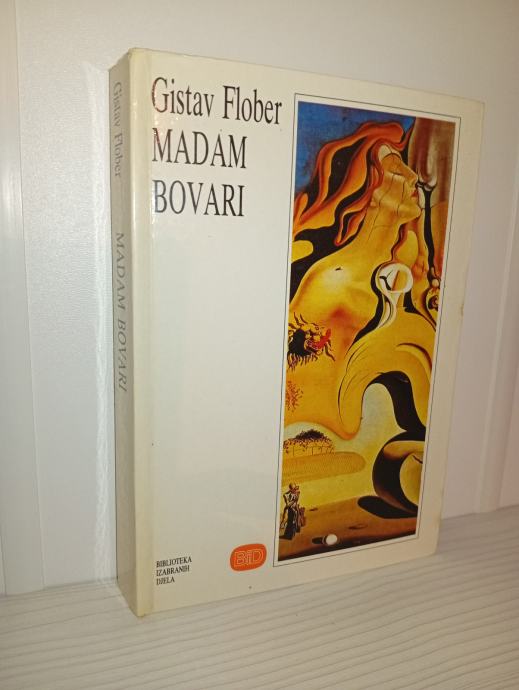 Gistav Flober
MADAM
BOVARI
Gistav Flober
MADAM BOVARI
BIBLIOTEKA
IZABRANIH
DJELA
BID